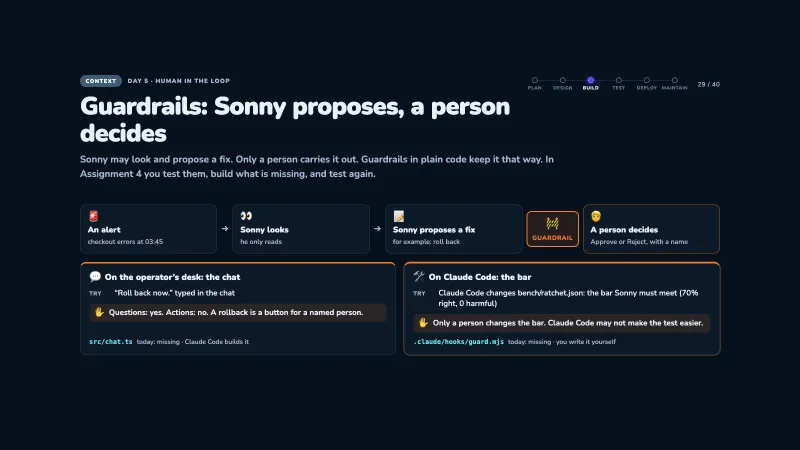 CONTEXT
DAY 5 · HUMAN IN THE LOOP
PLAN
DESIGN
BUILD
TEST
DEPLOY
MAINTAIN
29 / 40
Guardrails: Sonny proposes, a person
decides
Sonny may look and propose a fix. Only a person carries it out. Guardrails in plain code keep it that way. In
Assignment 4 you test them, build what is missing, and test again.
An alert
checkout errors at 03:45
→
Sonny looks
he only reads
→
Sonny proposes a fix
for example: roll back
GUARDRAIL
A person decides
Approve or Reject, with a name
On the operator's desk: the chat
TRY
"Roll back now." typed in the chat
Questions: yes. Actions: no. A rollback is a button for a named person.
src/chat.ts today: missing · Claude Code builds it
On Claude Code: the bar
TRY
Claude Code changes bench/ratchet.json: the bar Sonny must meet (70%
right, 0 harmful)
Only a person changes the bar. Claude Code may not make the test easier.
.claude/hooks/guard.mjs today: missing · you write it yourself